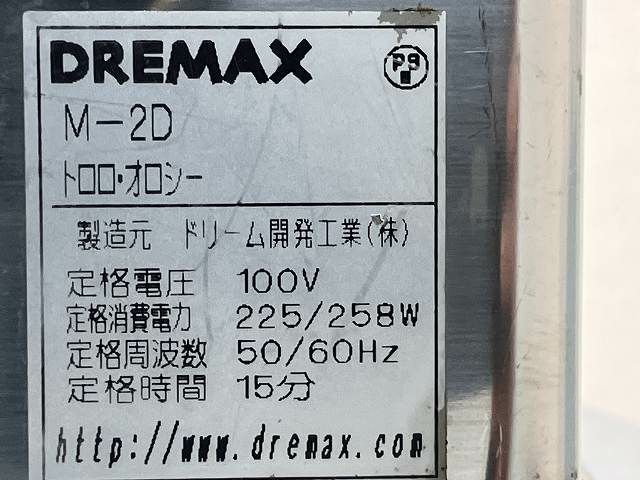 DREMAX
PS
E
M-2D
トロロ・オロシー
製造元 ドリーム開発工業(株)
定格電圧 100V
定格消費電力 225/258W
定格周波数 50/60Hz
定格時間 15分
http://www.dremax.com